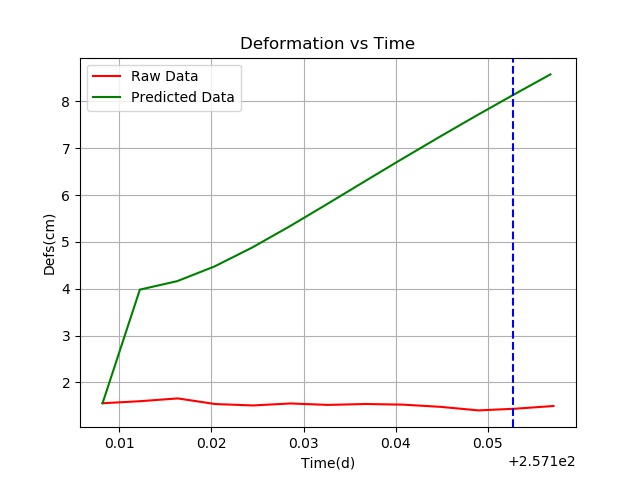 Deformation vs Time
Raw Data
Predicted Data
8
7
6
5
4
3
2
Defs(cm)
0.01 0.02 0.03 0.04 0.05
Time(d)
+2.571e2